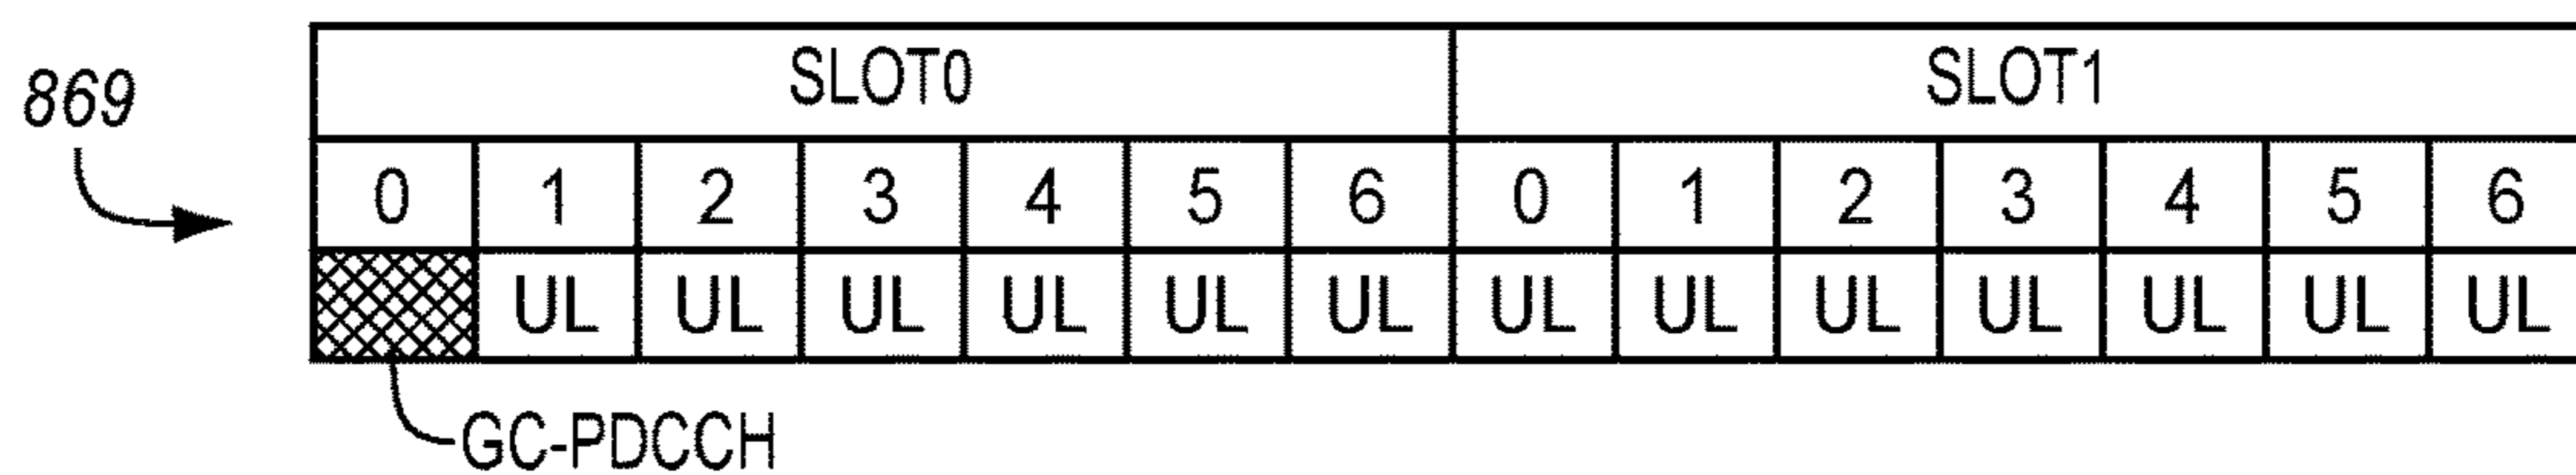 869
SLOT0 SLOT1
0 1 2 3 4 5 6 0 1 2 3 4 5 6
UL UL UL UL UL UL UL UL UL UL UL UL UL
GC-PDCCH